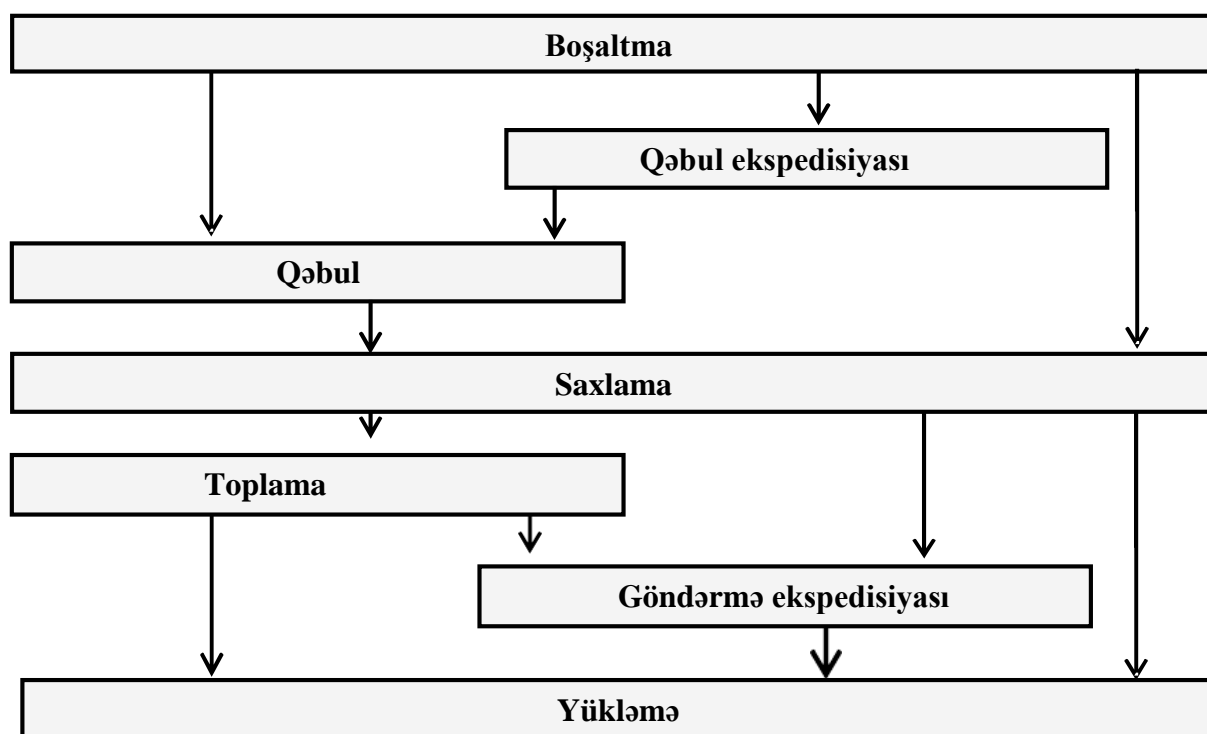 Boşaltma
Qəbul ekspedisiyası
Qəbul
Saxlama
Toplama
Göndərmə ekspedisiyası
Yükləmə